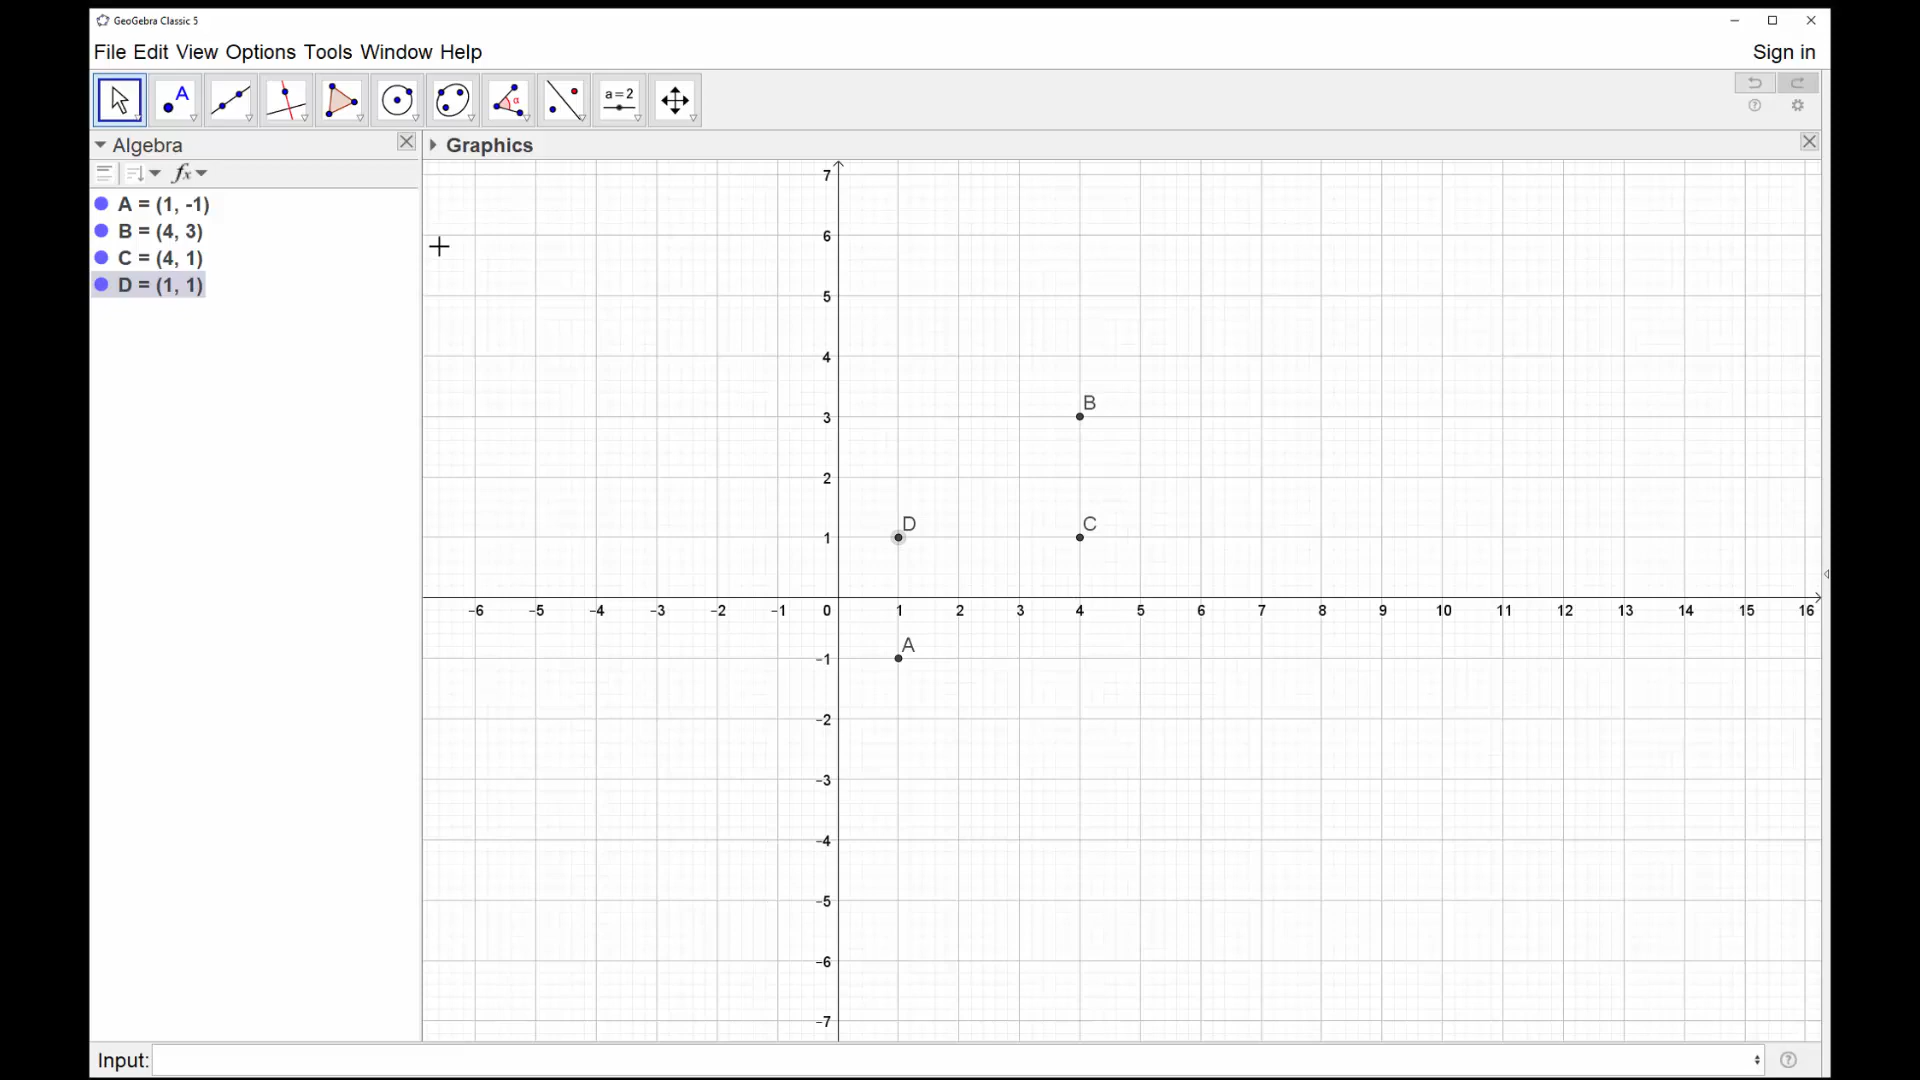 GeoGebra Classic 5
File Edit View Options Tools Window Help
Sign in
A
α
a=2
Algebra
Graphics
fx
A = (1, -1)
B = (4, 3)
C = (4, 1)
D = (1, 1)
7
6
5
4
3
2
1
B
D
C
A
−6 −5 −4 −3 −2 −1 0 1 2 3 4 5 6 7 8 9 10 11 12 13 14 15 16
−1
−2
−3
−4
−5
−6
−7
Input: